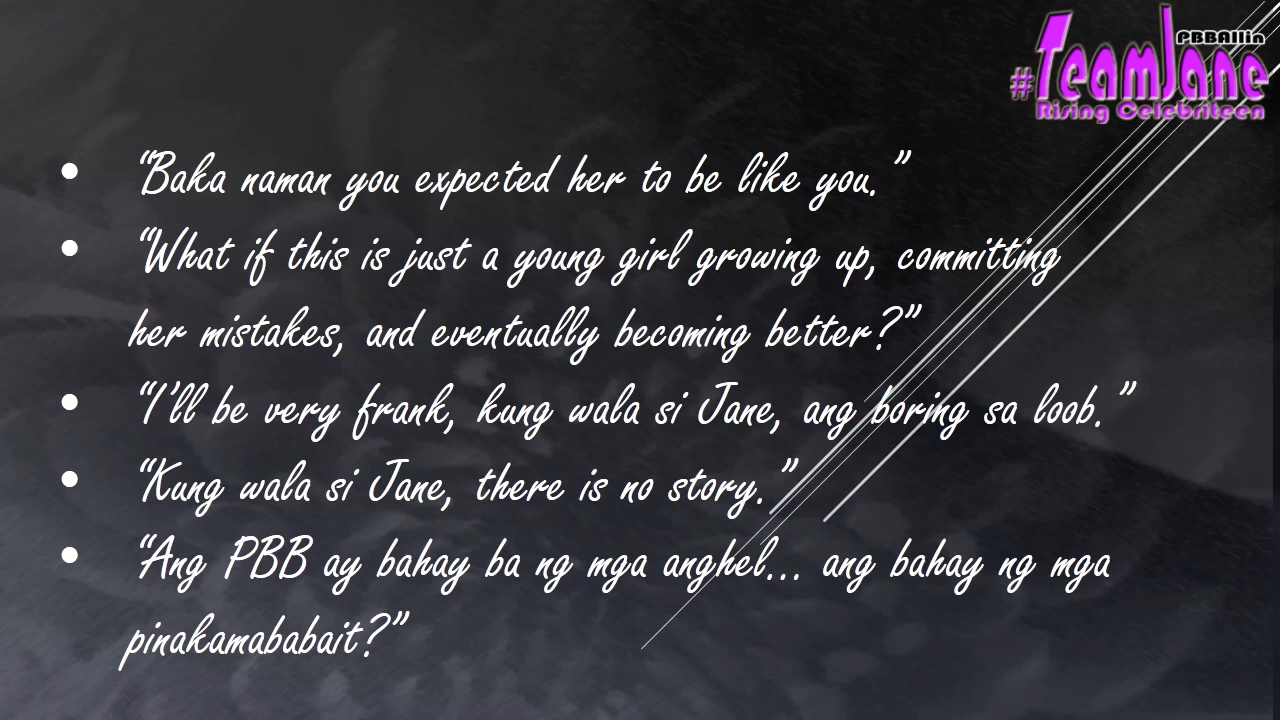 PBBAllin
#TeamJane
Rising Celebriteen
• “Baka naman you expected her to be like you.”
• “What if this is just a young girl growing up, committing
her mistakes, and eventually becoming better?”
• “I’ll be very frank, kung wala si Jane, ang boring sa loob.”
• “Kung wala si Jane, there is no story.”
• “Ang PBB ay bahay ba ng mga anghel... ang bahay ng mga
pinakamababait?”